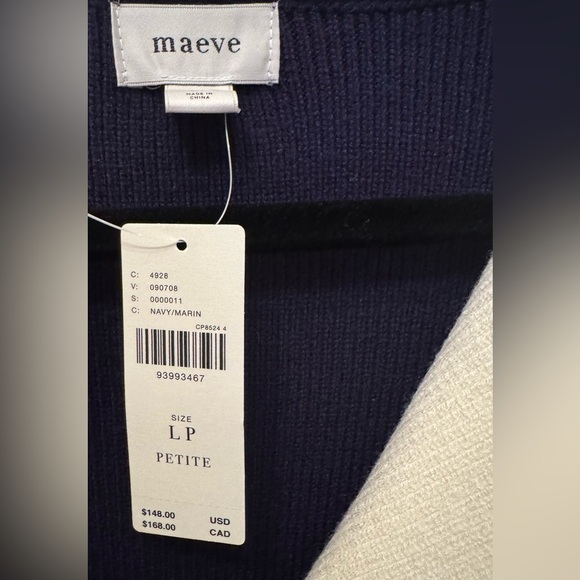 maeve
MADE IN
CHINA
C: 4928
V: 090708
S: 0000011
C: NAVY/MARIN
CP8524 4
93993467
SIZE
LP
PETITE
$148.00 USD
$168.00 CAD